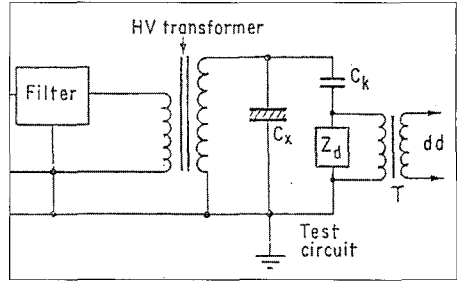 HV transformer
Filter
Cx
Ck
Zd
dd
T
Test
circuit